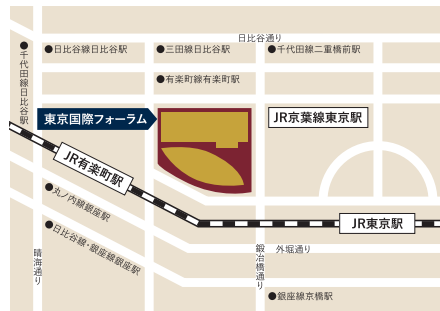 日比谷通り
●千代田線日比谷駅
●日比谷線日比谷駅
●三田線日比谷駅
●千代田線二重橋前駅
●有楽町線有楽町駅
東京国際フォーラム
JR京葉線東京駅
JR有楽町駅
●丸ノ内線銀座駅
JR東京駅
●日比谷線・銀座線銀座駅
晴海通り
鍛冶橋通り
外堀通り
●銀座線京橋駅